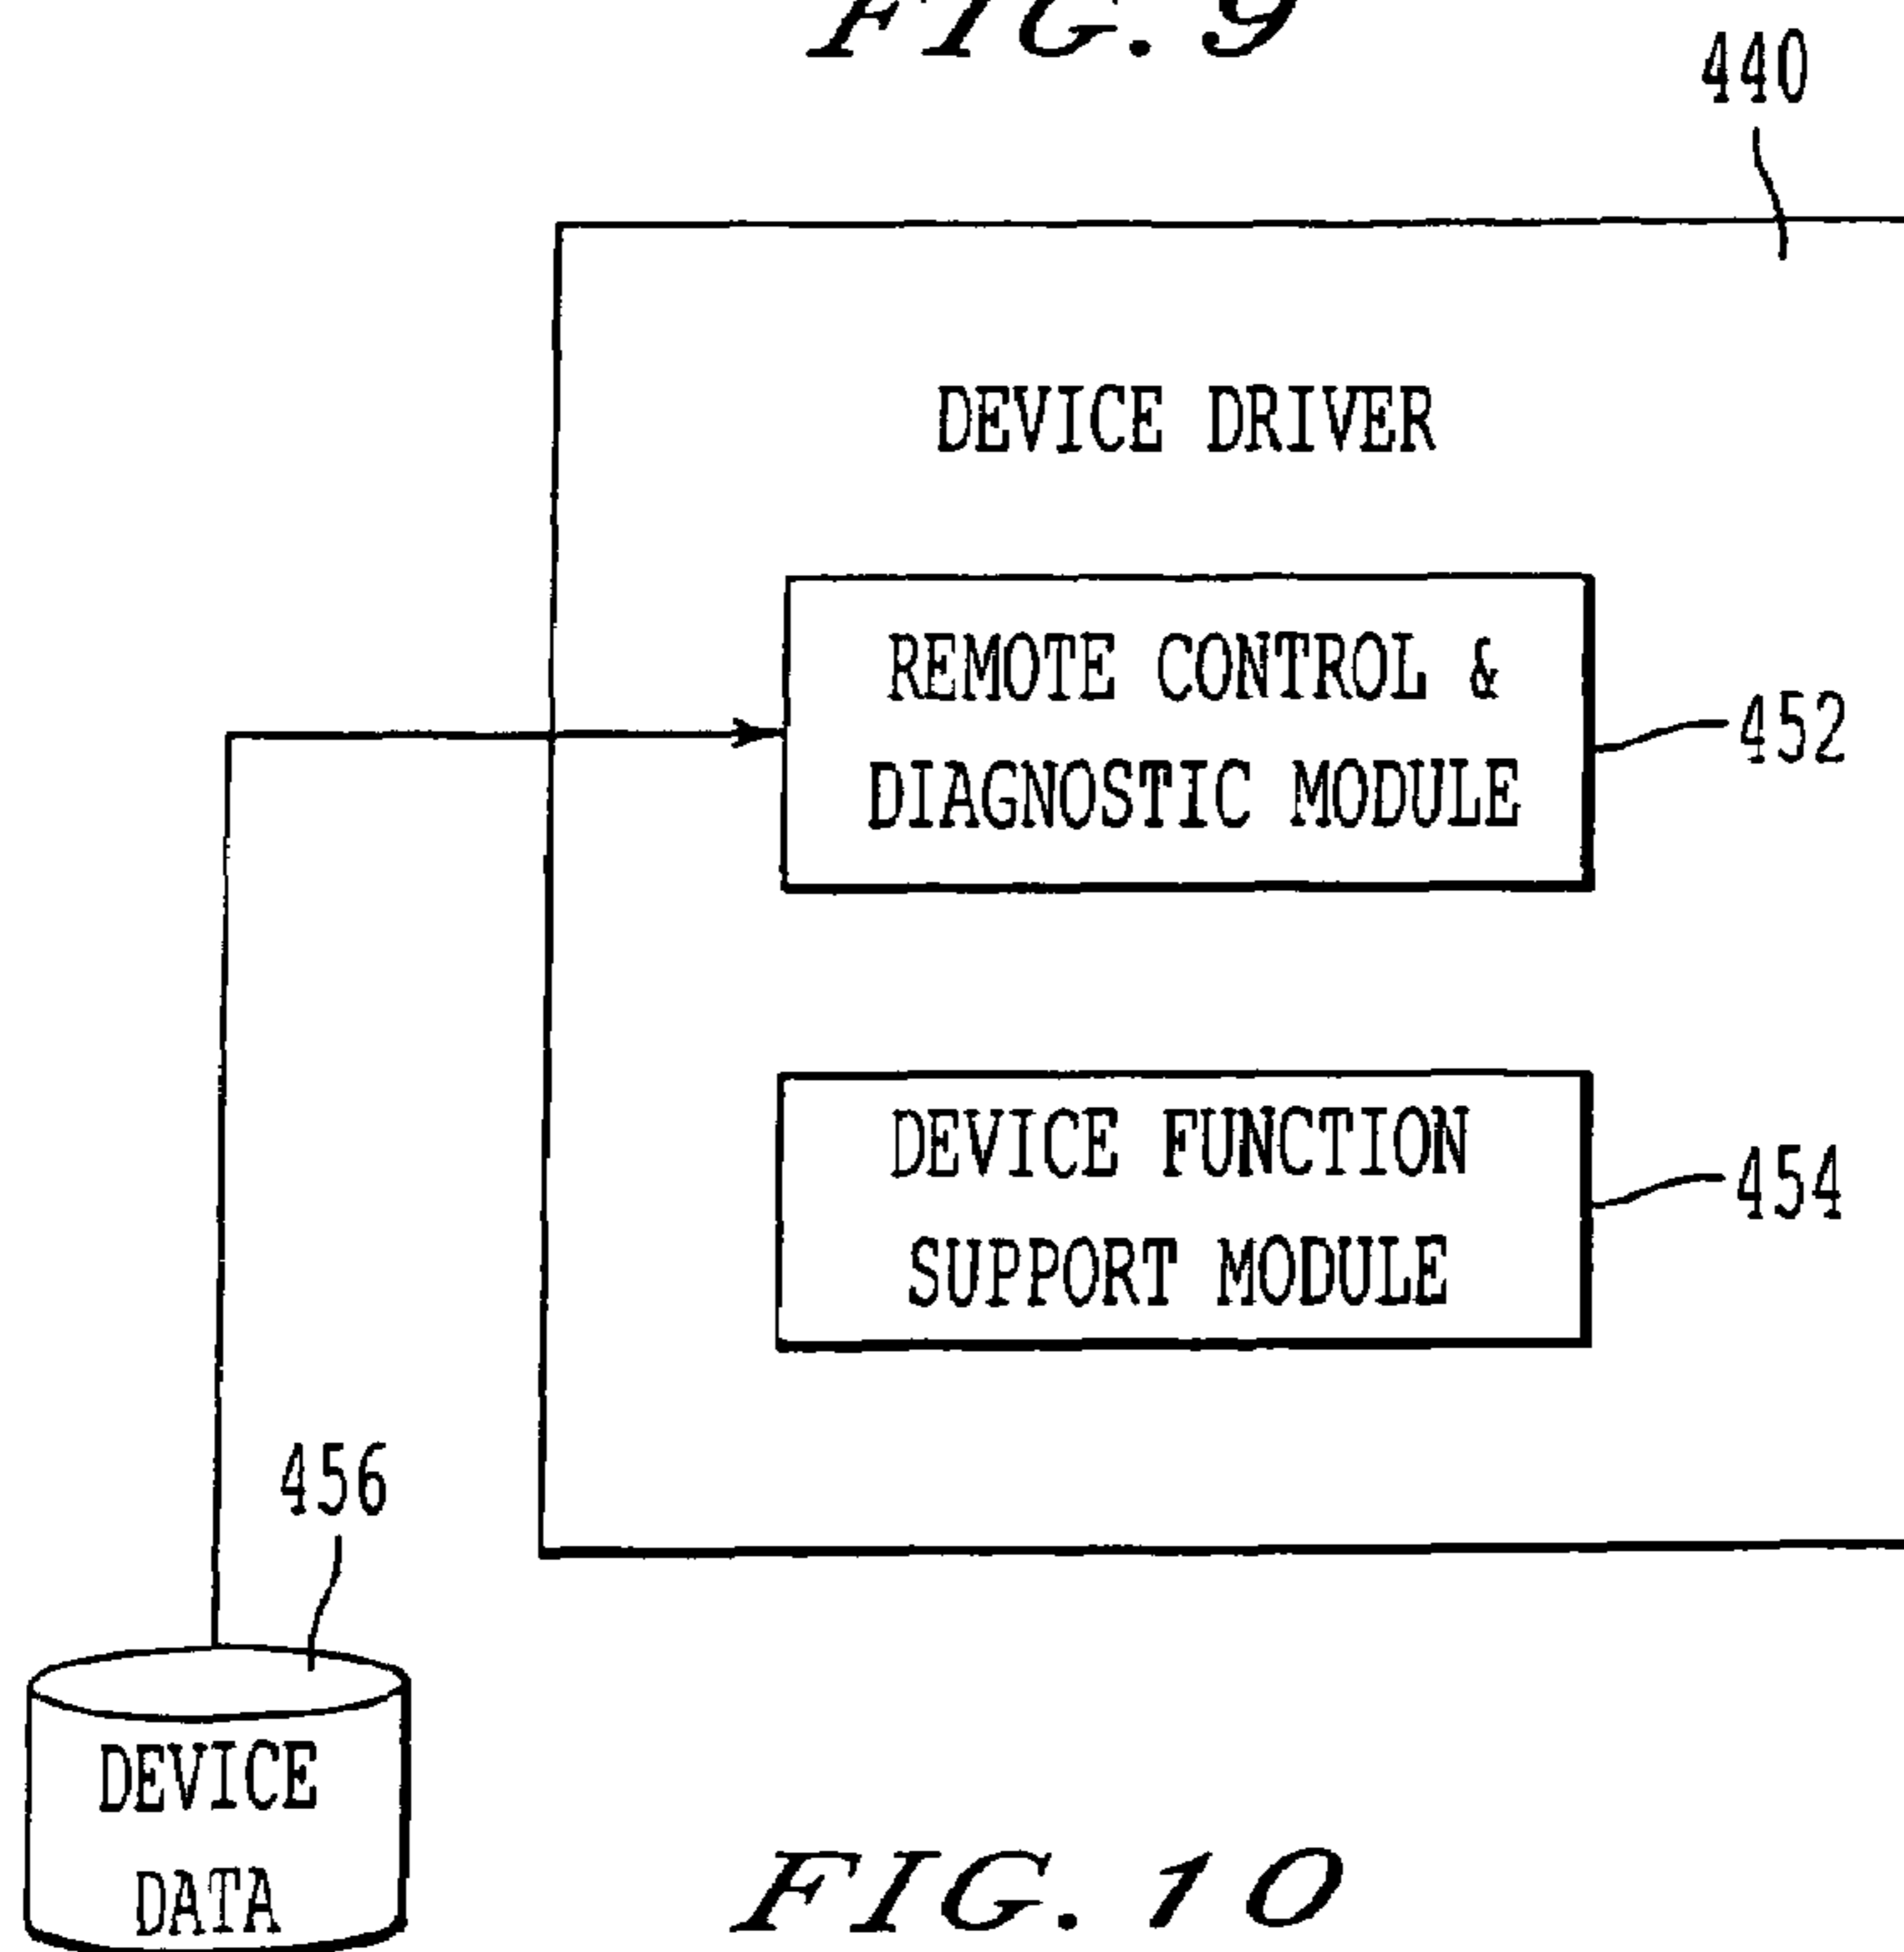 FIG. 9
440
DEVICE DRIVER
REMOTE CONTROL &
DIAGNOSTIC MODULE
452
DEVICE FUNCTION
SUPPORT MODULE
454
456
DEVICE
DATA
FIG. 10